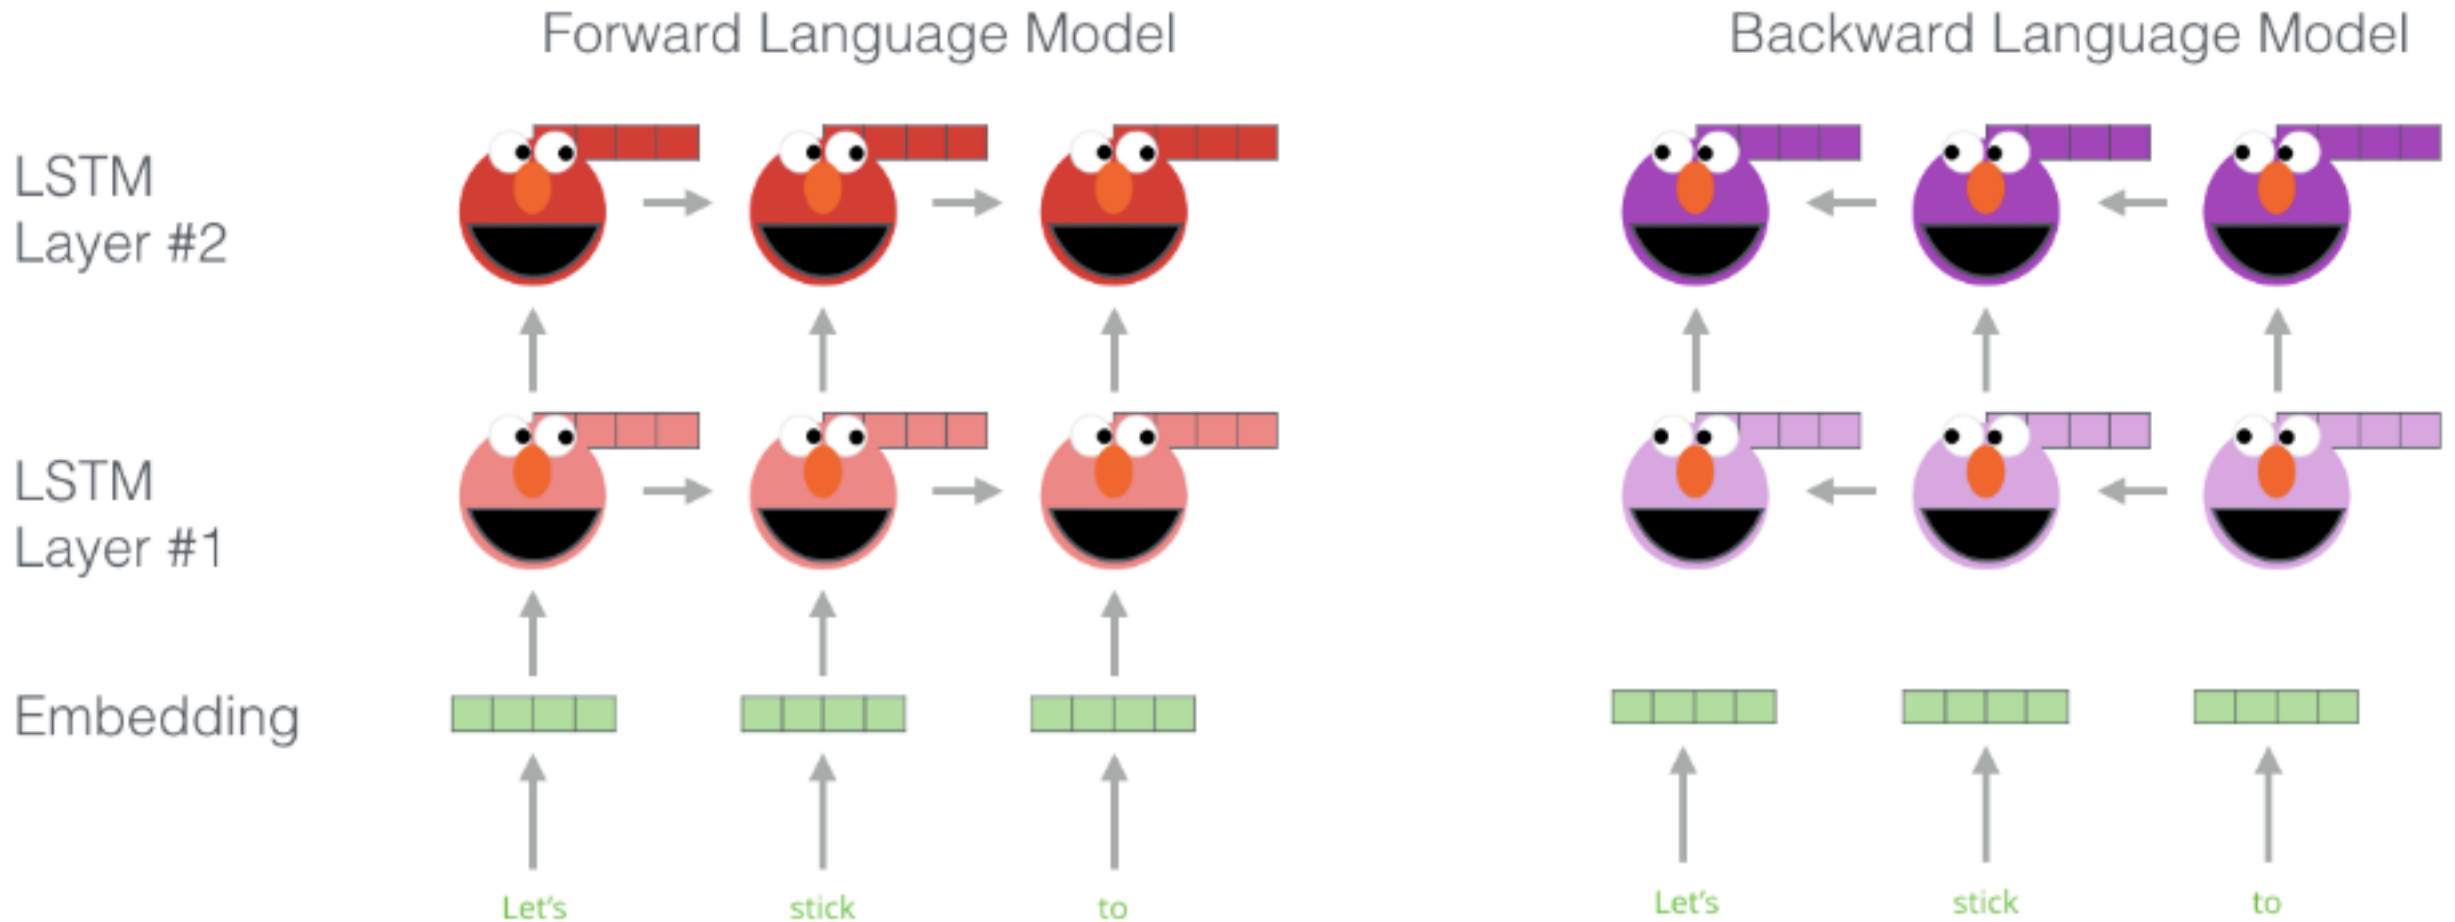 Forward Language Model
Backward Language Model
LSTM
Layer #2
LSTM
Layer #1
Embedding
Let's stick to
Let's stick to